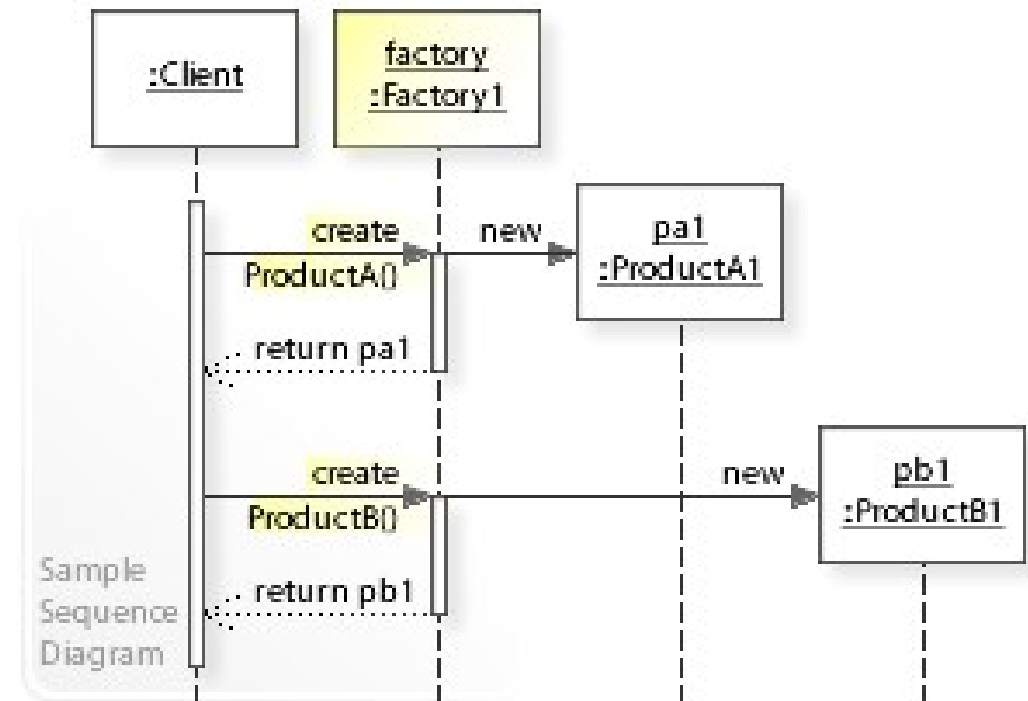 :Client
factory
:Factory1
create
ProductA()
new
pa1
:ProductA1
return pa1
create
ProductB()
new
pb1
:ProductB1
return pb1
Sample
Sequence
Diagram